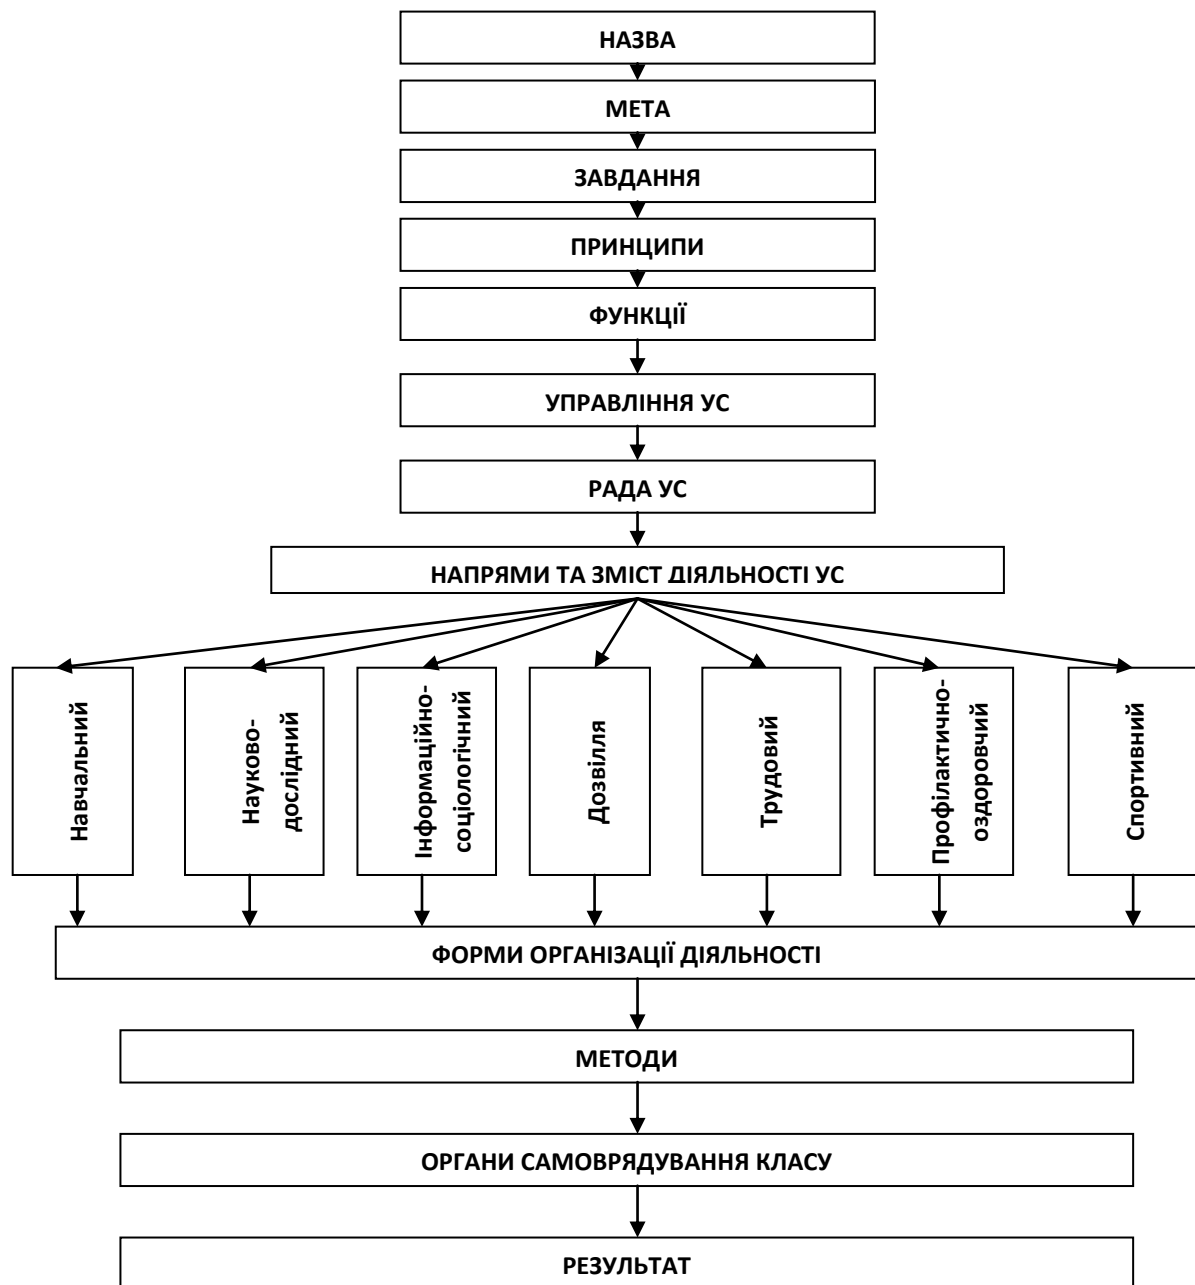 НАЗВА
МЕТА
ЗАВДАННЯ
ПРИНЦИПИ
ФУНКЦІЇ
УПРАВЛІННЯ УС
РАДА УС
НАПРЯМИ ТА ЗМІСТ ДІЯЛЬНОСТІ УС
Навчальний
Науково-
дослідний
Інформаційно-
соціологічний
Дозвілля
Трудовий
Профілактично-
оздоровчий
Спортивний
ФОРМИ ОРГАНІЗАЦІЇ ДІЯЛЬНОСТІ
МЕТОДИ
ОРГАНИ САМОВРЯДУВАННЯ КЛАСУ
РЕЗУЛЬТАТ